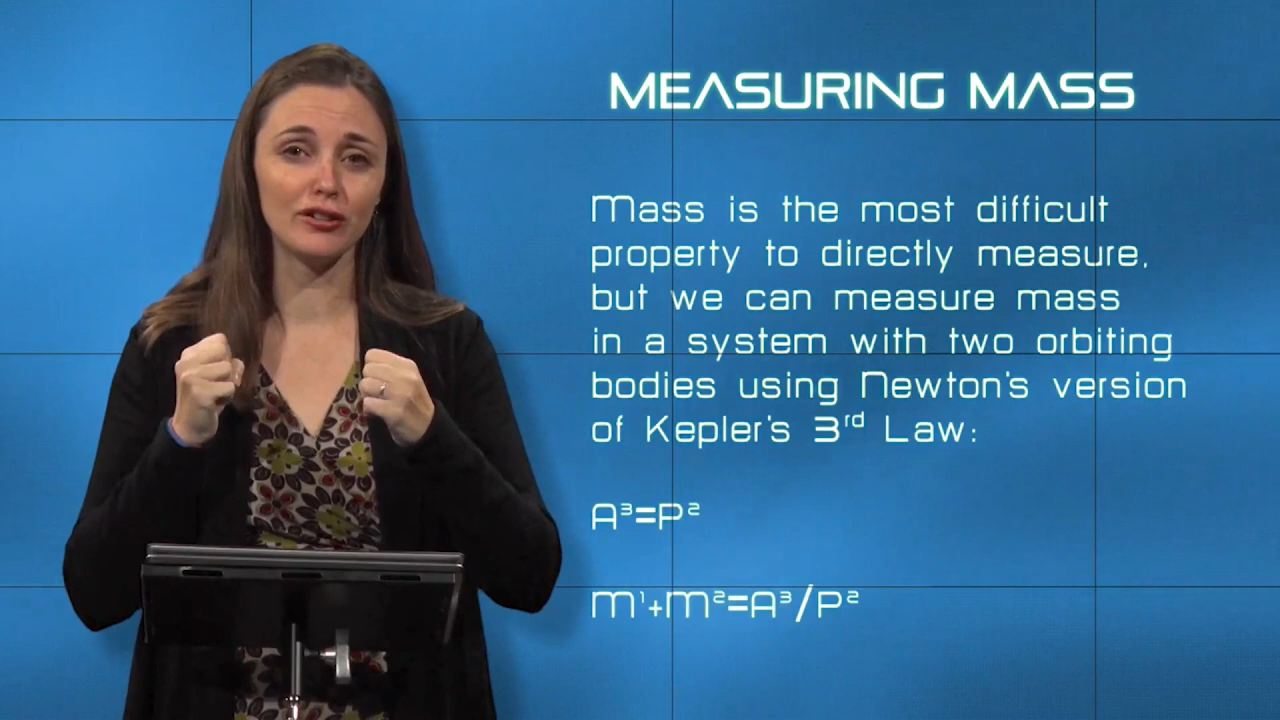 MEASURING MASS
Mass is the most difficult
property to directly measure,
but we can measure mass
in a system with two orbiting
bodies using Newton's version
of Kepler's 3rd Law:
A³=P²
M¹+M²=A³/P²